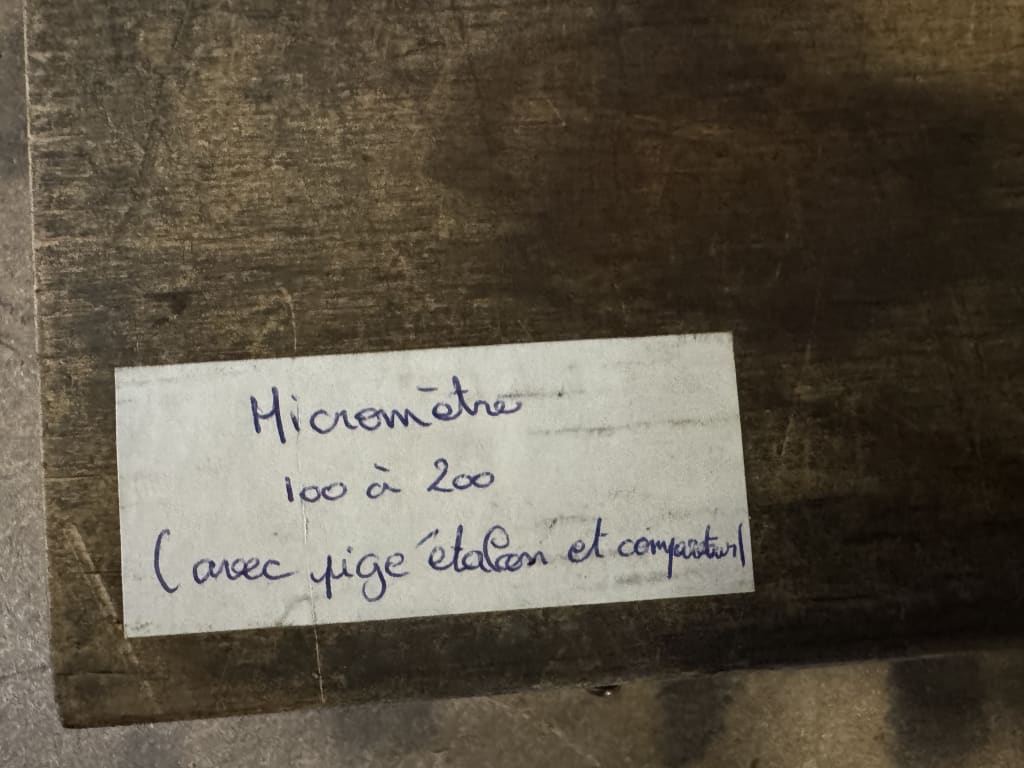 Micromètre
100 à 200
(avec pige étalon et comparateur)